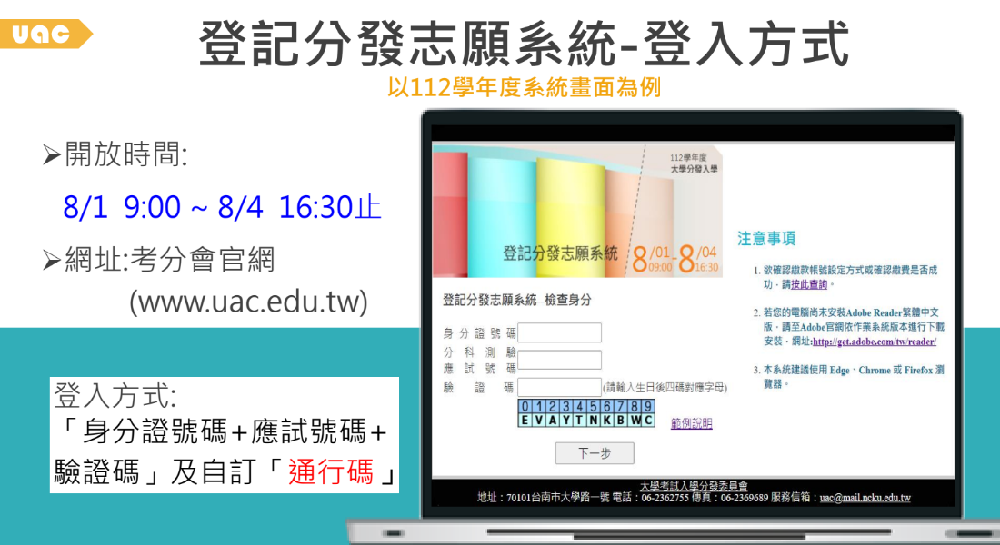 uac
登記分發志願系統-登入方式
以112學年度系統畫面為例
➢開放時間:
8/1 9:00 ~ 8/4 16:30止
➢網址:考分會官網
(www.uac.edu.tw)
登入方式:
「身分證號碼+應試號碼+
驗證碼」及自訂「通行碼」
112學年度
大學分發入學
登記分發志願系統
8/01 09:00 - 8/04 16:30
登記分發志願系統--檢查身分
身分證號碼
分科測驗
應試號碼
驗證碼 (請輸入生日後四碼對應字母)
0 1 2 3 4 5 6 7 8 9
E V A Y T N K B W C
範例說明
下一步
注意事項
1. 欲確認繳款帳號設定方式或確認繳費是否成
功，請按此查詢。
2. 若您的電腦尚未安裝Adobe Reader繁體中文
版，請至Adobe官網依作業系統版本進行下載
安裝，網址:http://get.adobe.com/tw/reader/
3. 本系統建議使用 Edge、Chrome 或 Firefox 瀏
覽器。
大學考試入學分發委員會
地址：70101台南市大學路一號 電話：06-2362755 傳真：06-2369689 服務信箱：uac@mail.ncku.edu.tw